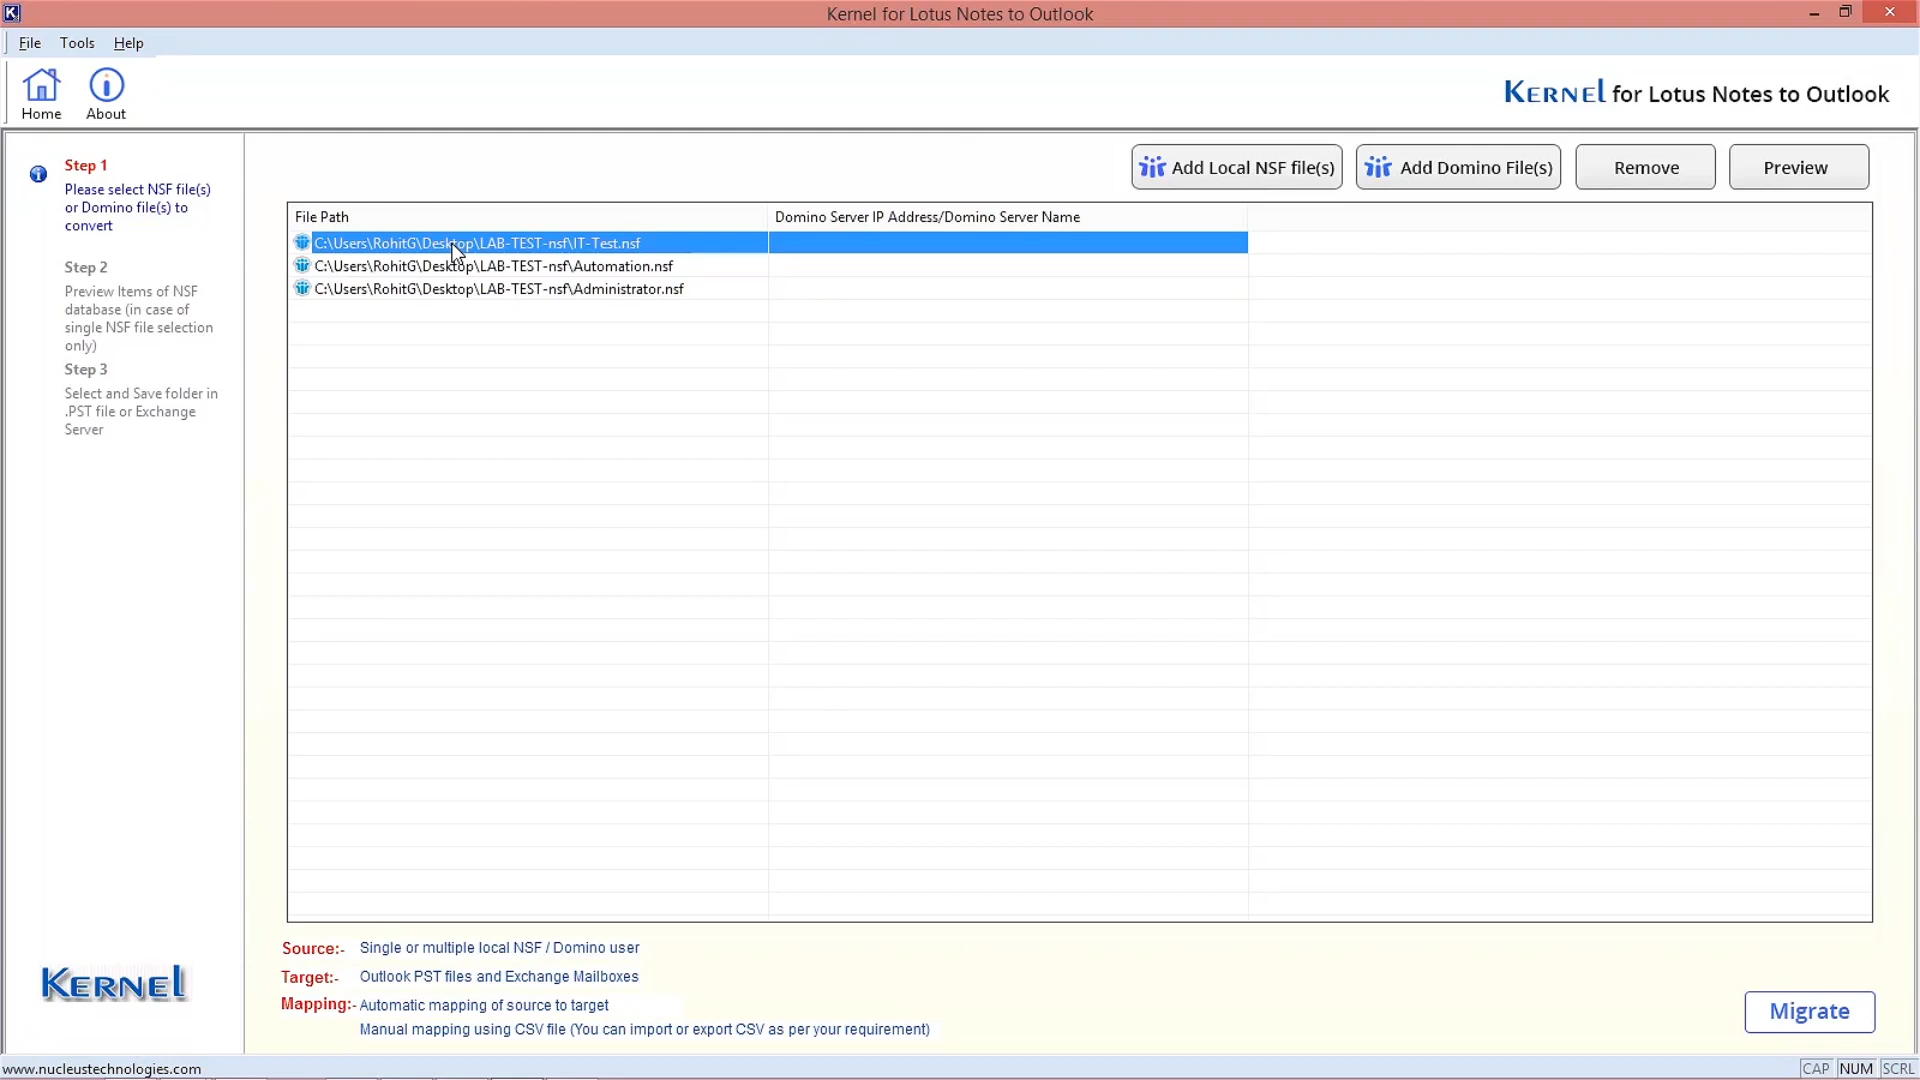 Kernel for Lotus Notes to Outlook
File Tools Help
Home About
KERNEL for Lotus Notes to Outlook
Step 1
Please select NSF file(s)
or Domino file(s) to
convert
Step 2
Preview Items of NSF
database (in case of
single NSF file selection
only)
Step 3
Select and Save folder in
.PST file or Exchange
Server
KERNEL
Add Local NSF file(s) Add Domino File(s) Remove Preview
File Path Domino Server IP Address/Domino Server Name
C:\Users\RohitG\Desktop\LAB-TEST-nsf\IT-Test.nsf
C:\Users\RohitG\Desktop\LAB-TEST-nsf\Automation.nsf
C:\Users\RohitG\Desktop\LAB-TEST-nsf\Administrator.nsf
Source:- Single or multiple local NSF / Domino user
Target:- Outlook PST files and Exchange Mailboxes
Mapping:- Automatic mapping of source to target
Manual mapping using CSV file (You can import or export CSV as per your requirement)
Migrate
www.nucleustechnologies.com CAP NUM SCRL